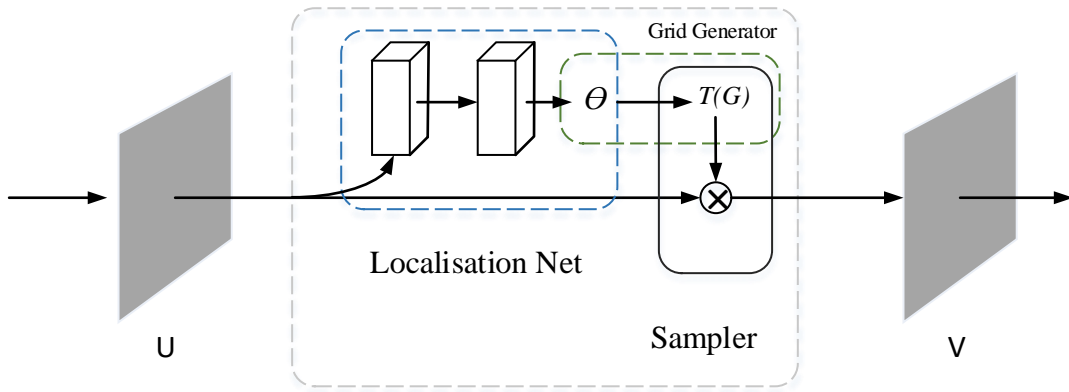 Grid Generator
Θ
T(G)
Localisation Net
Sampler
U
V